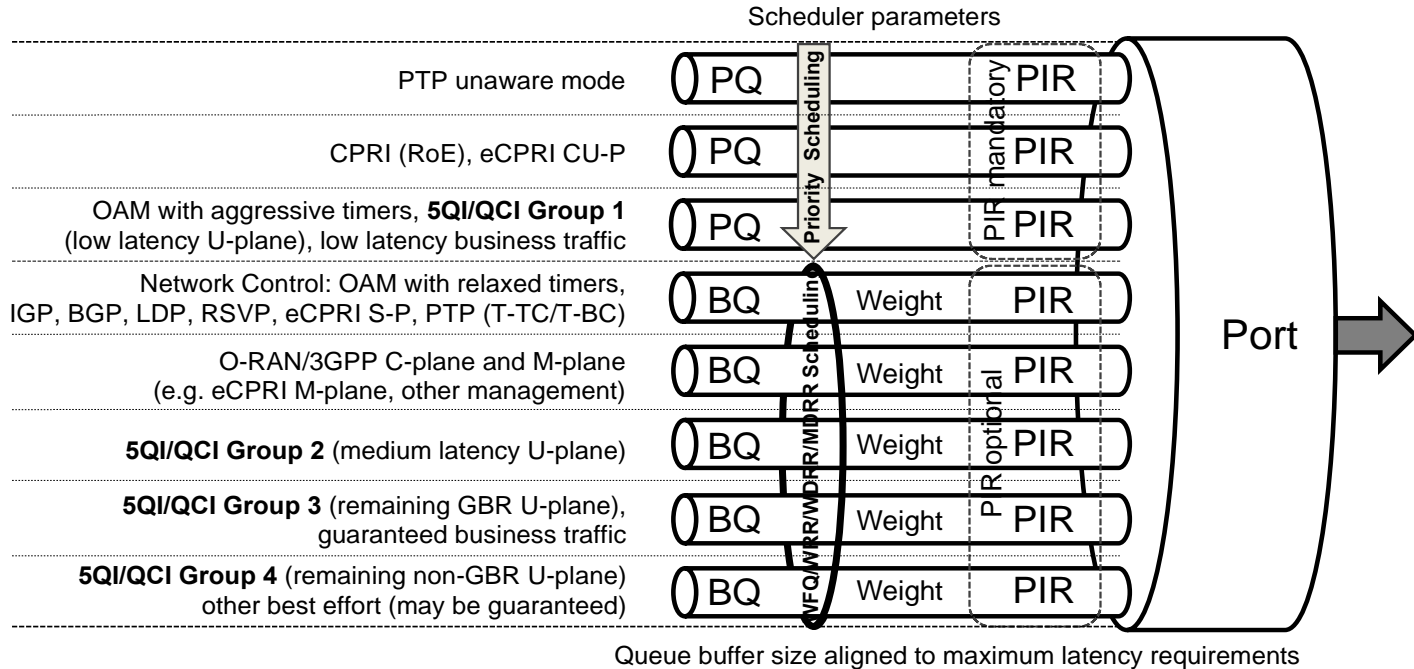 Scheduler parameters
PTP unaware mode
PQ
PIR
CPRI (RoE), eCPRI CU-P
PQ
PIR
OAM with aggressive timers, 5QI/QCI Group 1
(low latency U-plane), low latency business traffic
PQ
PIR
Priority Scheduling
PIR mandatory
Network Control: OAM with relaxed timers,
IGP, BGP, LDP, RSVP, eCPRI S-P, PTP (T-TC/T-BC)
BQ
Weight
PIR
O-RAN/3GPP C-plane and M-plane
(e.g. eCPRI M-plane, other management)
BQ
Weight
PIR
5QI/QCI Group 2 (medium latency U-plane)
BQ
Weight
PIR
5QI/QCI Group 3 (remaining GBR U-plane),
guaranteed business traffic
BQ
Weight
PIR
5QI/QCI Group 4 (remaining non-GBR U-plane)
other best effort (may be guaranteed)
BQ
Weight
PIR
WFQ/WRR/WDRR/MDRR Scheduling
PIR optional
Port
Queue buffer size aligned to maximum latency requirements